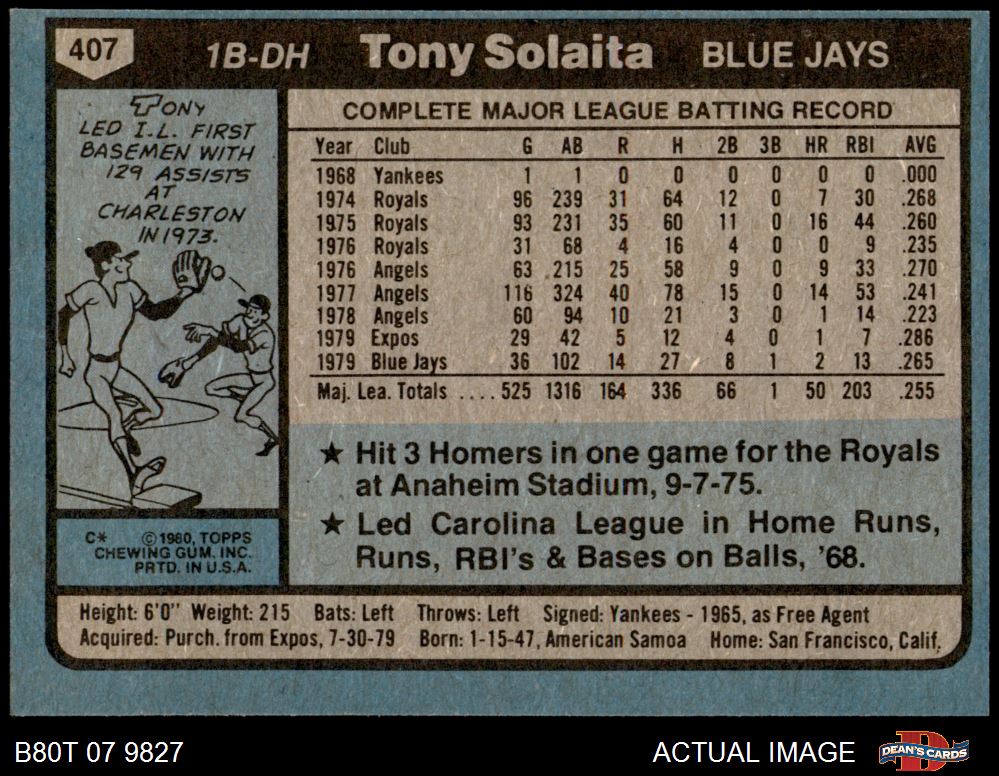 407 1B-DH Tony Solaita BLUE JAYS
TONY
LED I.L. FIRST
BASEMEN WITH
129 ASSISTS
AT
CHARLESTON
IN 1973.
COMPLETE MAJOR LEAGUE BATTING RECORD
Year Club G AB R H 2B 3B HR RBI AVG
1968 Yankees 1 1 0 0 0 0 0 0 .000
1974 Royals 96 239 31 64 12 0 7 30 .268
1975 Royals 93 231 35 60 11 0 16 44 .260
1976 Royals 31 68 4 16 4 0 0 9 .235
1976 Angels 63 215 25 58 9 0 9 33 .270
1977 Angels 116 324 40 78 15 0 14 53 .241
1978 Angels 60 94 10 21 3 0 1 14 .223
1979 Expos 29 42 5 12 4 0 1 7 .286
1979 Blue Jays 36 102 14 27 8 1 2 13 .265
Maj. Lea. Totals .... 525 1316 164 336 66 1 50 203 .255
★ Hit 3 Homers in one game for the Royals
at Anaheim Stadium, 9-7-75.
★ Led Carolina League in Home Runs,
Runs, RBI's & Bases on Balls, '68.
C* ©1980, TOPPS
CHEWING GUM, INC.
PRTD. IN U.S.A.
Height: 6'0" Weight: 215 Bats: Left Throws: Left Signed: Yankees - 1965, as Free Agent
Acquired: Purch. from Expos, 7-30-79 Born: 1-15-47, American Samoa Home: San Francisco, Calif.
B80T 07 9827 ACTUAL IMAGE DEAN'S CARDS